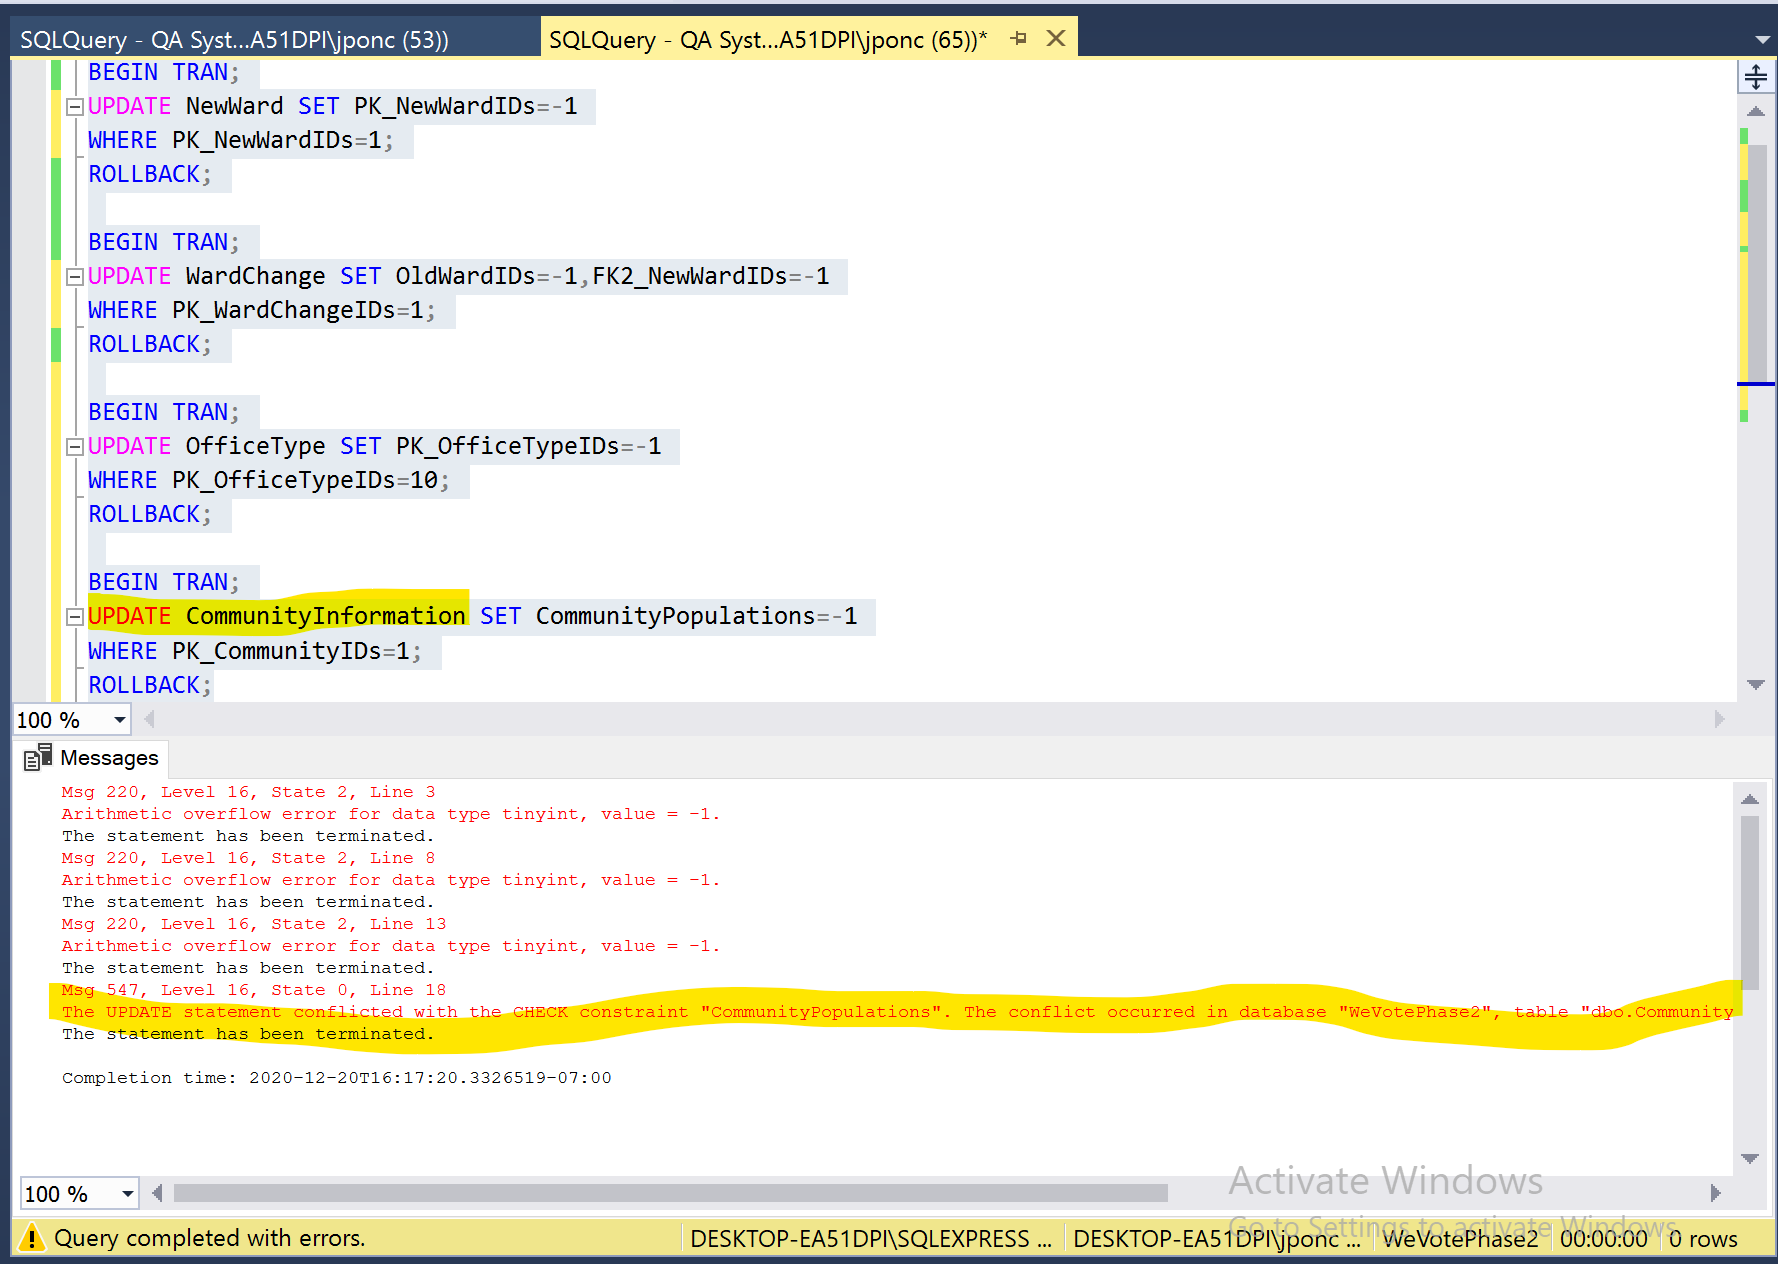 SQLQuery - QA Syst...A51DPI\jponc (53))
SQLQuery - QA Syst...A51DPI\jponc (65))*
BEGIN TRAN;
UPDATE NewWard SET PK_NewWardIDs=-1
WHERE PK_NewWardIDs=1;
ROLLBACK;
BEGIN TRAN;
UPDATE WardChange SET OldWardIDs=-1,FK2_NewWardIDs=-1
WHERE PK_WardChangeIDs=1;
ROLLBACK;
BEGIN TRAN;
UPDATE OfficeType SET PK_OfficeTypeIDs=-1
WHERE PK_OfficeTypeIDs=10;
ROLLBACK;
BEGIN TRAN;
UPDATE CommunityInformation SET CommunityPopulations=-1
WHERE PK_CommunityIDs=1;
ROLLBACK;
100 %
Messages
Msg 220, Level 16, State 2, Line 3
Arithmetic overflow error for data type tinyint, value = -1.
The statement has been terminated.
Msg 220, Level 16, State 2, Line 8
Arithmetic overflow error for data type tinyint, value = -1.
The statement has been terminated.
Msg 220, Level 16, State 2, Line 13
Arithmetic overflow error for data type tinyint, value = -1.
The statement has been terminated.
Msg 547, Level 16, State 0, Line 18
The UPDATE statement conflicted with the CHECK constraint "CommunityPopulations". The conflict occurred in database "WeVotePhase2", table "dbo.Community
The statement has been terminated.
Completion time: 2020-12-20T16:17:20.3326519-07:00
Activate Windows
Go to Settings to activate Windows.
100 %
Query completed with errors.
DESKTOP-EA51DPI\SQLEXPRESS ...
DESKTOP-EA51DPI\jponc ...
WeVotePhase2
00:00:00
0 rows